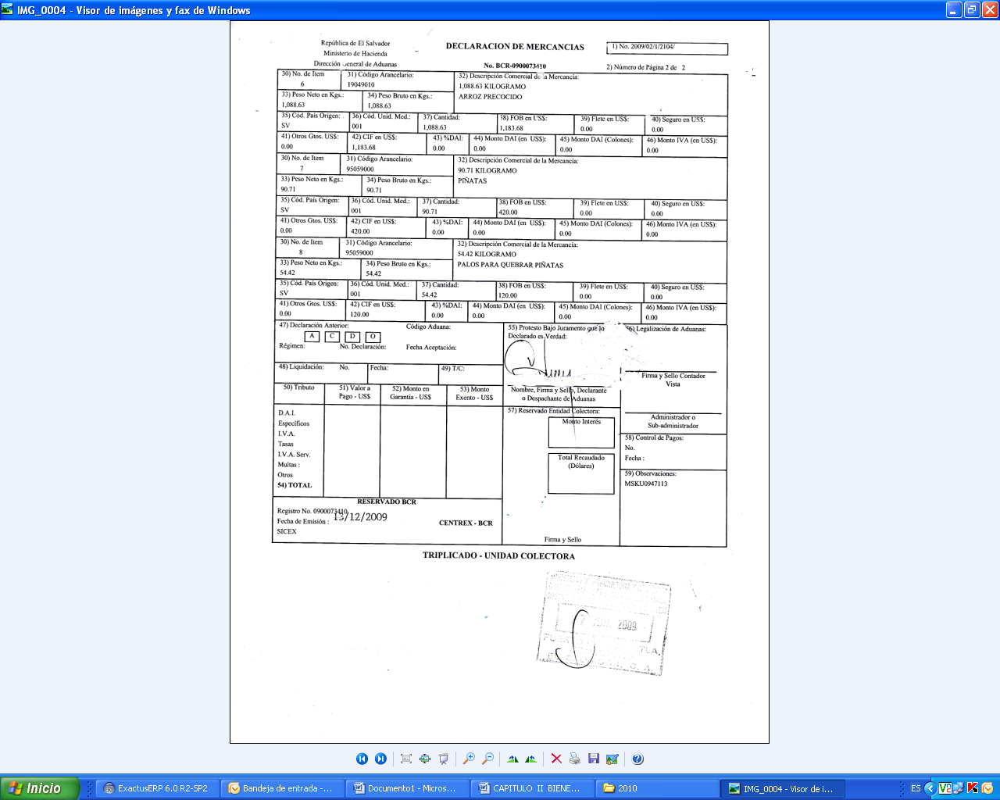 IMG_0004 - Visor de imágenes y fax de Windows
República de El Salvador
Ministerio de Hacienda
Dirección General de Aduanas
DECLARACION DE MERCANCIAS
No. BCR-0900073410
1) No. 2009/02/1/2104/
2) Número de Página 2 de 2
30) No. de Item 31) Código Arancelario: 32) Descripción Comercial de la Mercancía:
6 19049010 1,088.63 KILOGRAMO
ARROZ PRECOCIDO
33) Peso Neto en Kgs.: 34) Peso Bruto en Kgs.:
1,088.63 1,088.63
35) Cód. País Origen: 36) Cód. Unid. Med.: 37) Cantidad: 38) FOB en US$: 39) Flete en US$: 40) Seguro en US$:
SV 001 1,088.63 1,183.68 0.00 0.00
41) Otros Gtos. US$: 42) CIF en US$: 43) %DAI: 44) Monto DAI (en US$): 45) Monto DAI (Colones): 46) Monto IVA (en US$):
0.00 1,183.68 0.00 0.00 0.00 0.00
30) No. de Item 31) Código Arancelario: 32) Descripción Comercial de la Mercancía:
7 95059000 90.71 KILOGRAMO
PIÑATAS
33) Peso Neto en Kgs.: 34) Peso Bruto en Kgs.:
90.71 90.71
35) Cód. País Origen: 36) Cód. Unid. Med.: 37) Cantidad: 38) FOB en US$: 39) Flete en US$: 40) Seguro en US$:
SV 001 90.71 420.00 0.00 0.00
41) Otros Gtos. US$: 42) CIF en US$: 43) %DAI: 44) Monto DAI (en US$): 45) Monto DAI (Colones): 46) Monto IVA (en US$):
0.00 420.00 0.00 0.00 0.00 0.00
30) No. de Item 31) Código Arancelario: 32) Descripción Comercial de la Mercancía:
8 95059000 54.42 KILOGRAMO
PALOS PARA QUEBRAR PIÑATAS
33) Peso Neto en Kgs.: 34) Peso Bruto en Kgs.:
54.42 54.42
35) Cód. País Origen: 36) Cód. Unid. Med.: 37) Cantidad: 38) FOB en US$: 39) Flete en US$: 40) Seguro en US$:
SV 001 54.42 120.00 0.00 0.00
41) Otros Gtos. US$: 42) CIF en US$: 43) %DAI: 44) Monto DAI (en US$): 45) Monto DAI (Colones): 46) Monto IVA (en US$):
0.00 120.00 0.00 0.00 0.00 0.00
47) Declaración Anterior: Código Aduana:
A C D O
Régimen: No. Declaración: Fecha Aceptación:
48) Liquidación: No. Fecha: 49) T/C:
50) Tributo 51) Valor a Pago - US$ 52) Monto en Garantía - US$ 53) Monto Exento - US$
D.A.I.
Específicos
I.V.A.
Tasas
I.V.A. Serv.
Multas :
Otros
54) TOTAL
RESERVADO BCR
Registro No. 0900073410
Fecha de Emisión : 13/12/2009
SICEX
CENTREX - BCR
55) Protesto Bajo Juramento que lo
Declarado es Verdad:
Nombre, Firma y Sello, Declarante
o Despachante de Aduanas
57) Reservado Entidad Colectora:
Monto Interés
Total Recaudado
(Dólares)
Firma y Sello
56) Legalización de Aduanas:
Firma y Sello Contador
Vista
Administrador o
Sub-administrador
58) Control de Pagos:
No.
Fecha :
59) Observaciones:
MSKU0947113
TRIPLICADO - UNIDAD COLECTORA
2009
Inicio
ExactusERP 6.0 R2-SP2
Bandeja de entrada -...
Documento1 - Micros...
CAPITULO II BIENE...
2010
IMG_0004 - Visor de i...
ES